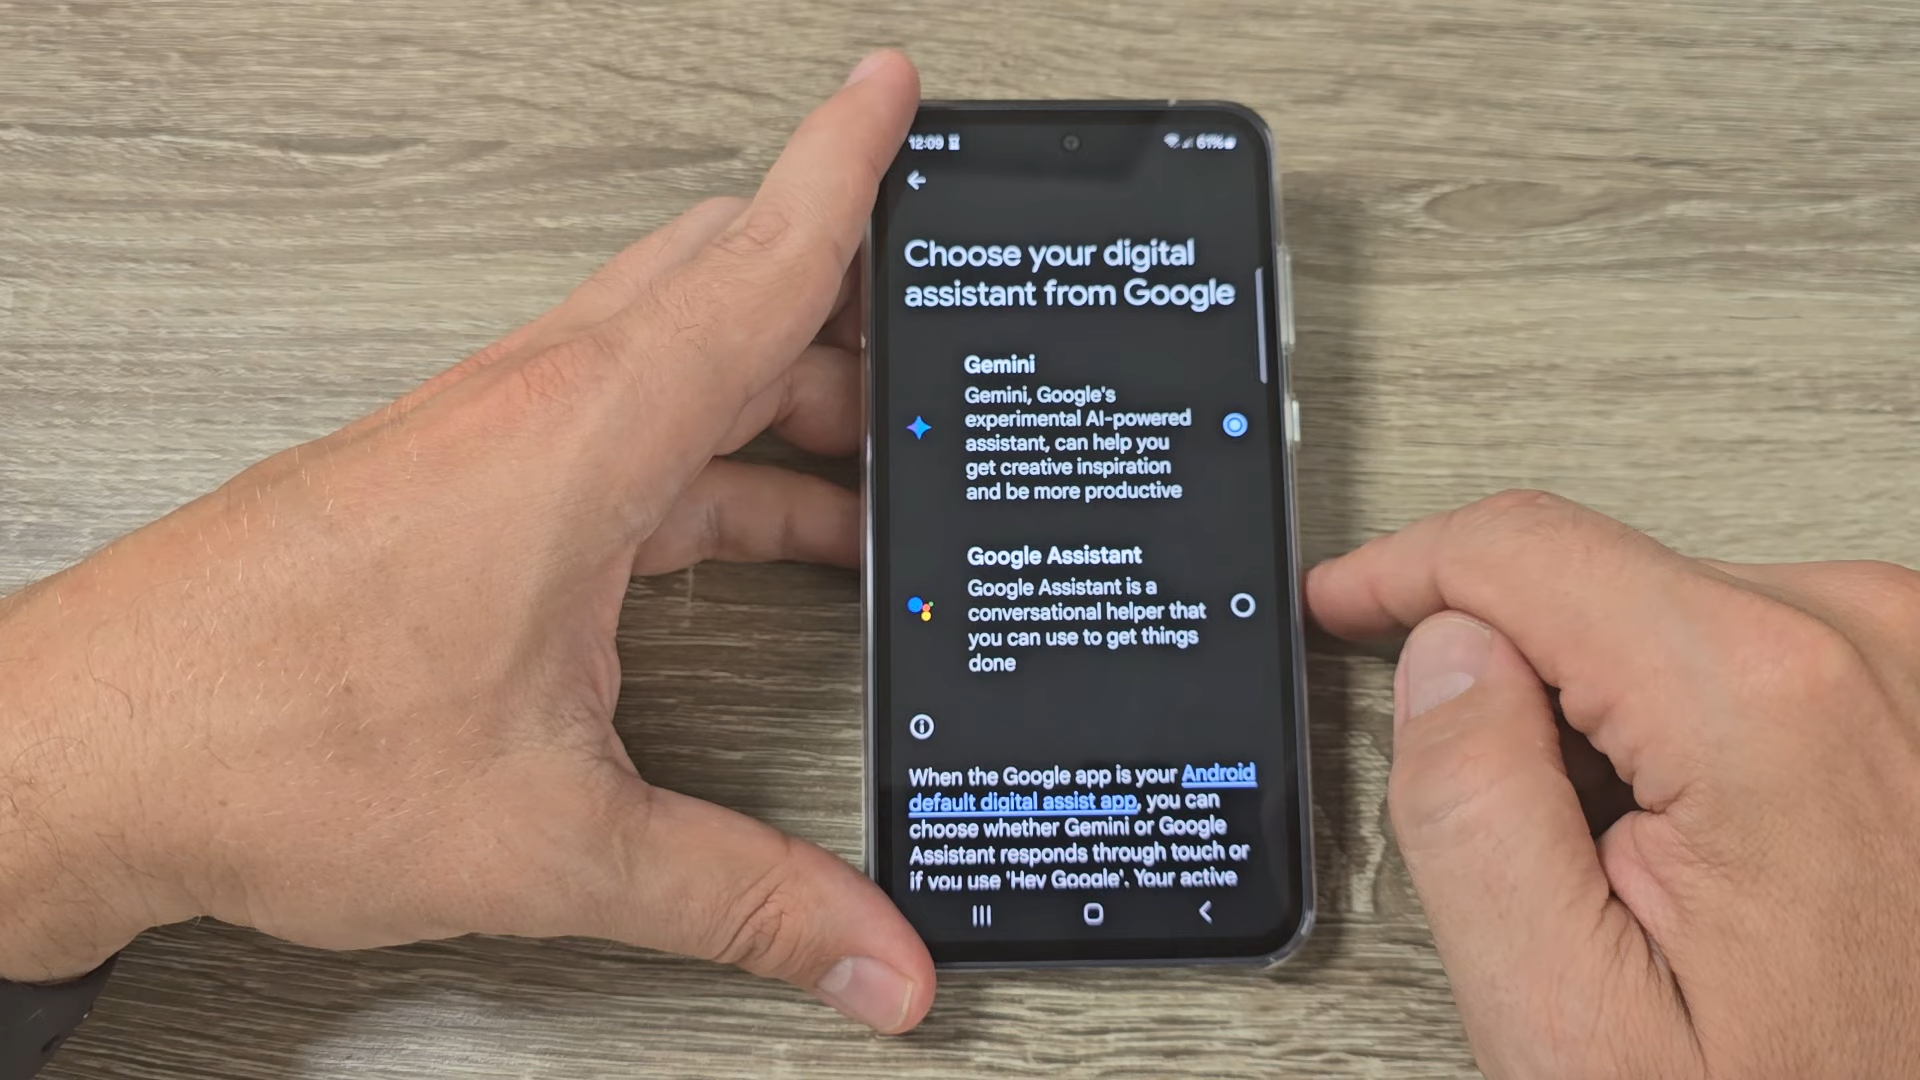 12:09
61%
Choose your digital
assistant from Google
Gemini
Gemini, Google's
experimental AI-powered
assistant, can help you
get creative inspiration
and be more productive
Google Assistant
Google Assistant is a
conversational helper that
you can use to get things
done
When the Google app is your Android
default digital assist app, you can
choose whether Gemini or Google
Assistant responds through touch or
if you use 'Hey Google'. Your active